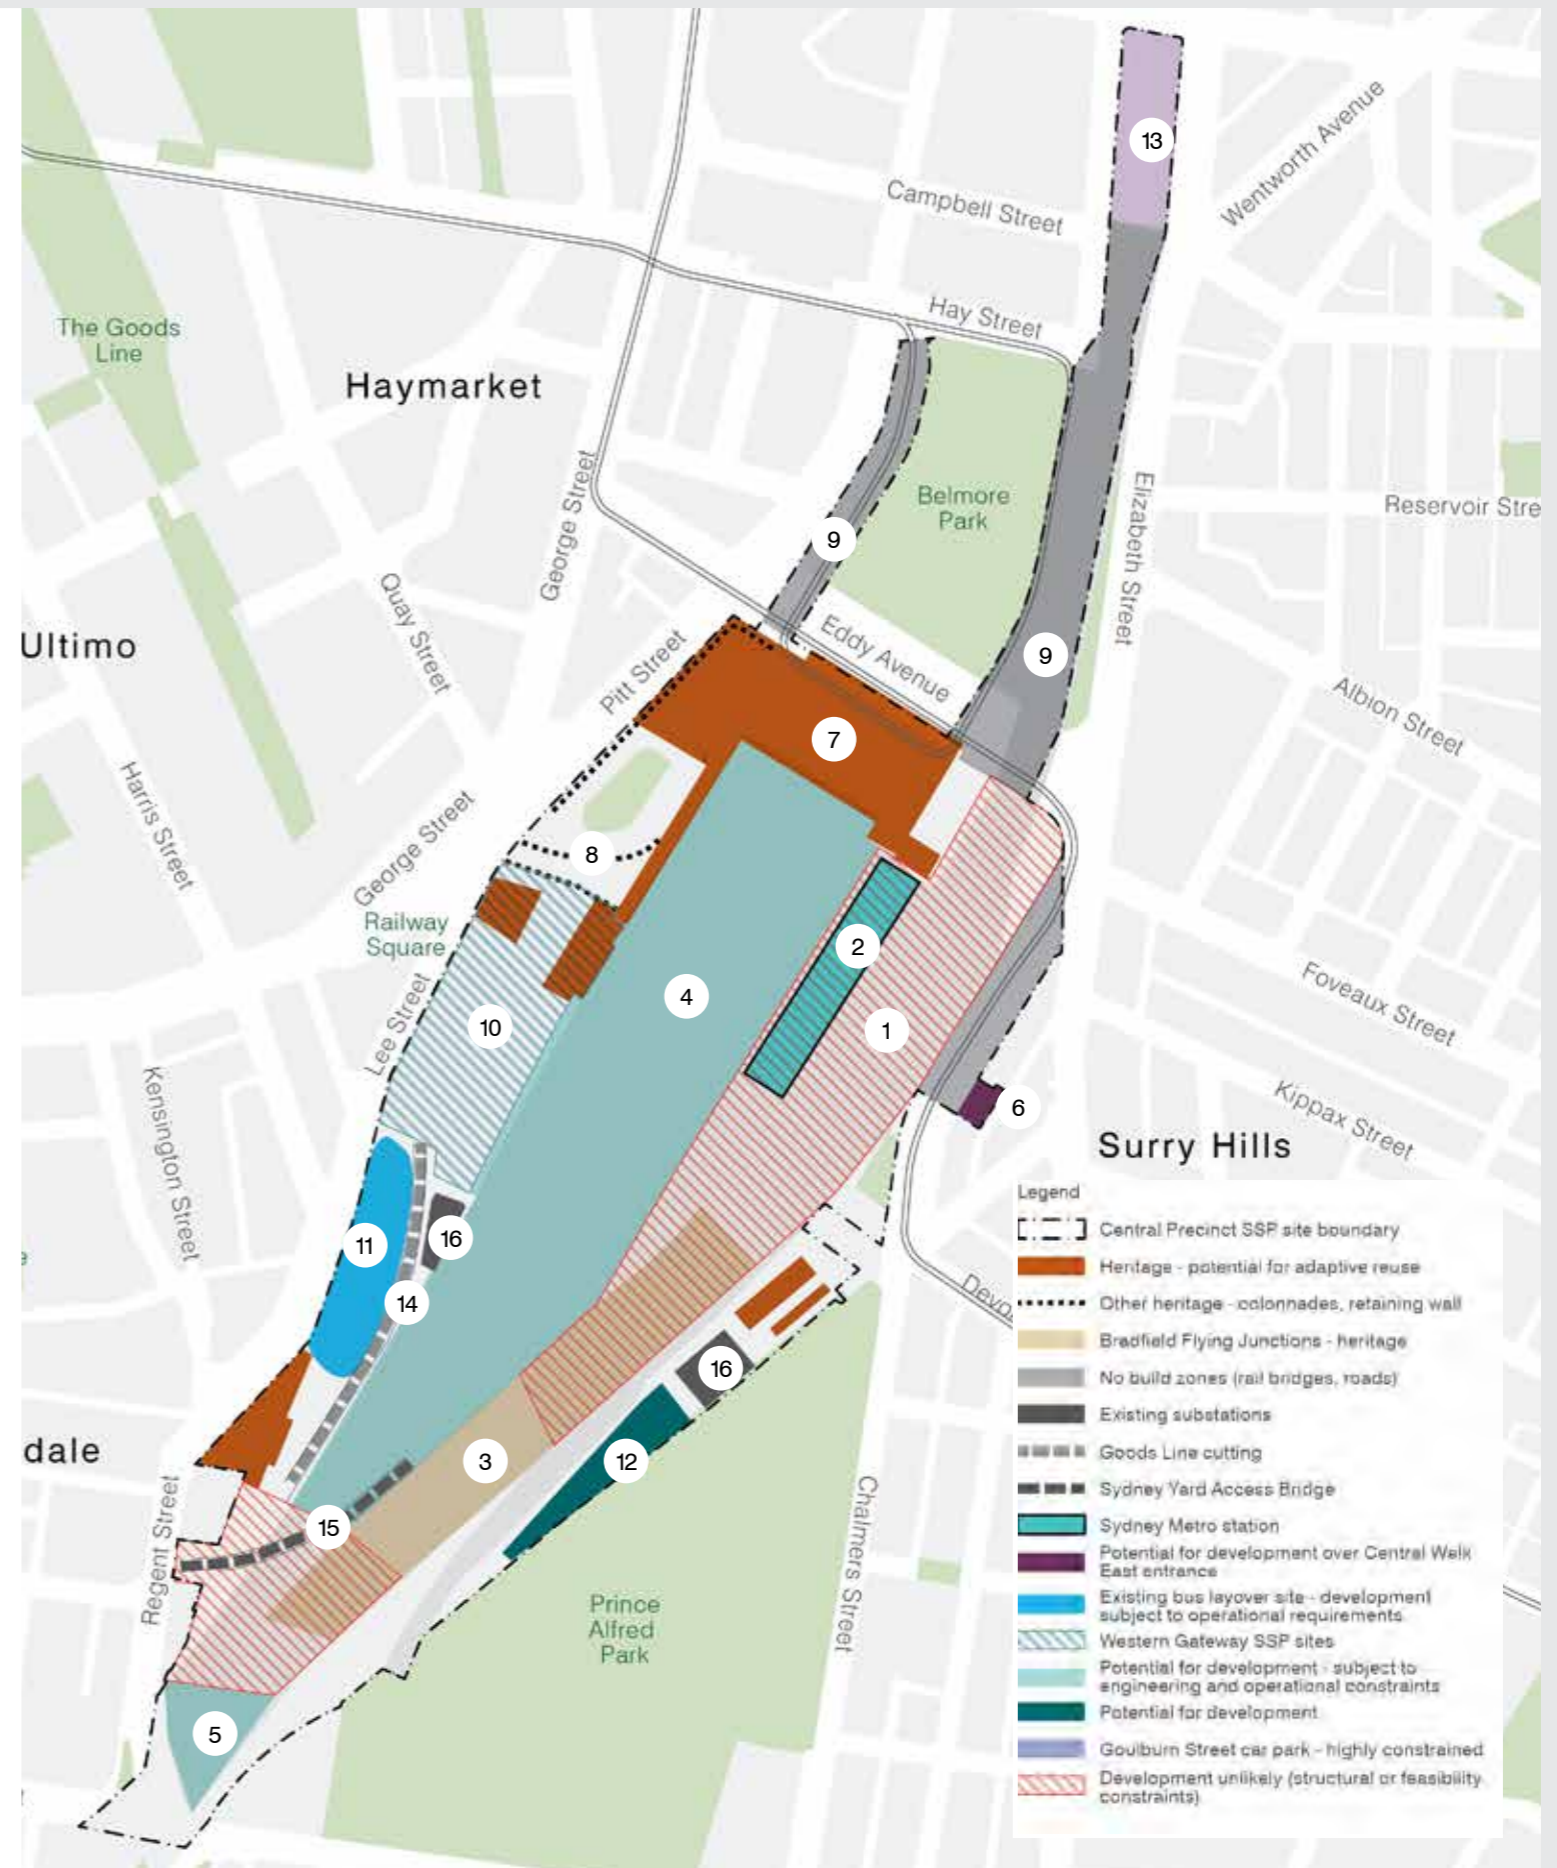 13
Wentworth Avenue
Campbell Street
Hay Street
The Goods
Line
Haymarket
Belmore
Park
Elizabeth Street
Reservoir Stre
George Street
9
Quay Street
Ultimo
Eddy Avenue
9
Pitt Street
Albion Street
7
Harris Street
George Street
8
Railway
Square
2
4
10
1
Foveaux Street
Lee Street
Kensington Street
6
Kippax Street
Surry Hills
11
16
14
Devo
16
dale
3
12
15
Regent Street
Chalmers Street
Prince
Alfred
Park
5
Legend
Central Precinct SSP site boundary
Heritage - potential for adaptive reuse
Other heritage - colonnades, retaining wall
Bradfield Flying Junctions - heritage
No build zones (rail bridges, roads)
Existing substations
Goods Line cutting
Sydney Yard Access Bridge
Sydney Metro station
Potential for development over Central Walk
East entrance
Existing bus layover site - development
subject to operational requirements
Western Gateway SSP sites
Potential for development - subject to
engineering and operational constraints
Potential for development
Goulburn Street car park - highly constrained
Development unlikely (structural or feasibility
constraints)